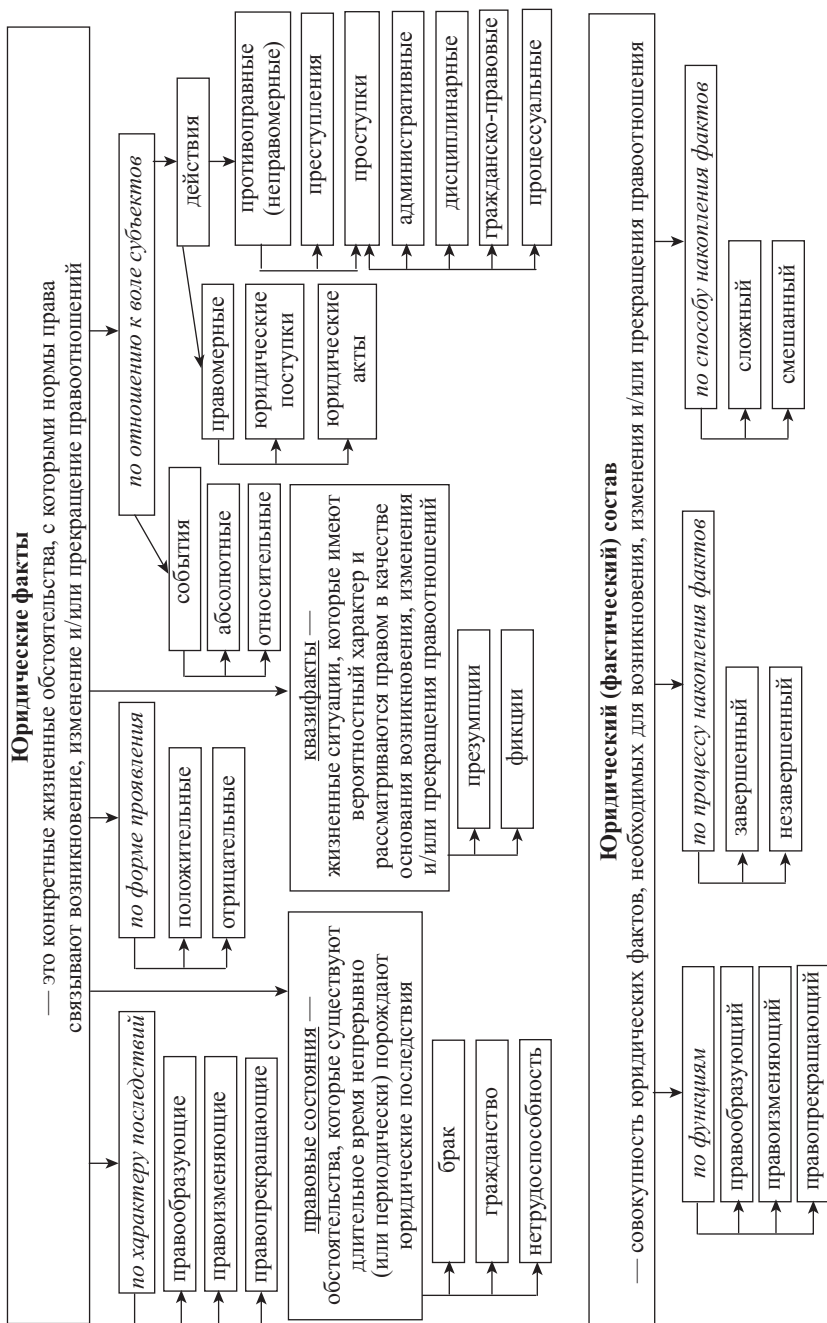 Юридические факты
— это конкретные жизненные обстоятельства, с которыми нормы права
связывают возникновение, изменение и/или прекращение правоотношений
по характеру последствий
правообразующие
правоизменяющие
правопрекращающие
по форме проявления
положительные
отрицательные
по отношению к воле субъектов
события
абсолютные
относительные
действия
правомерные
юридические
поступки
юридические
акты
противоправные
(неправомерные)
преступления
проступки
административные
дисциплинарные
гражданско-правовые
процессуальные
правовые состояния —
обстоятельства, которые существуют
длительное время непрерывно
(или периодически) порождают
юридические последствия
брак
гражданство
нетрудоспособность
квазифакты —
жизненные ситуации, которые имеют
вероятностный характер и
рассматриваются правом в качестве
основания возникновения, изменения
и/или прекращения правоотношений
презумпции
фикции
Юридический (фактический) состав
— совокупность юридических фактов, необходимых для возникновения, изменения и/или прекращения правоотношения
по функциям
правообразующий
правоизменяющий
правопрекращающий
по процессу накопления фактов
завершенный
незавершенный
по способу накопления фактов
сложный
смешанный